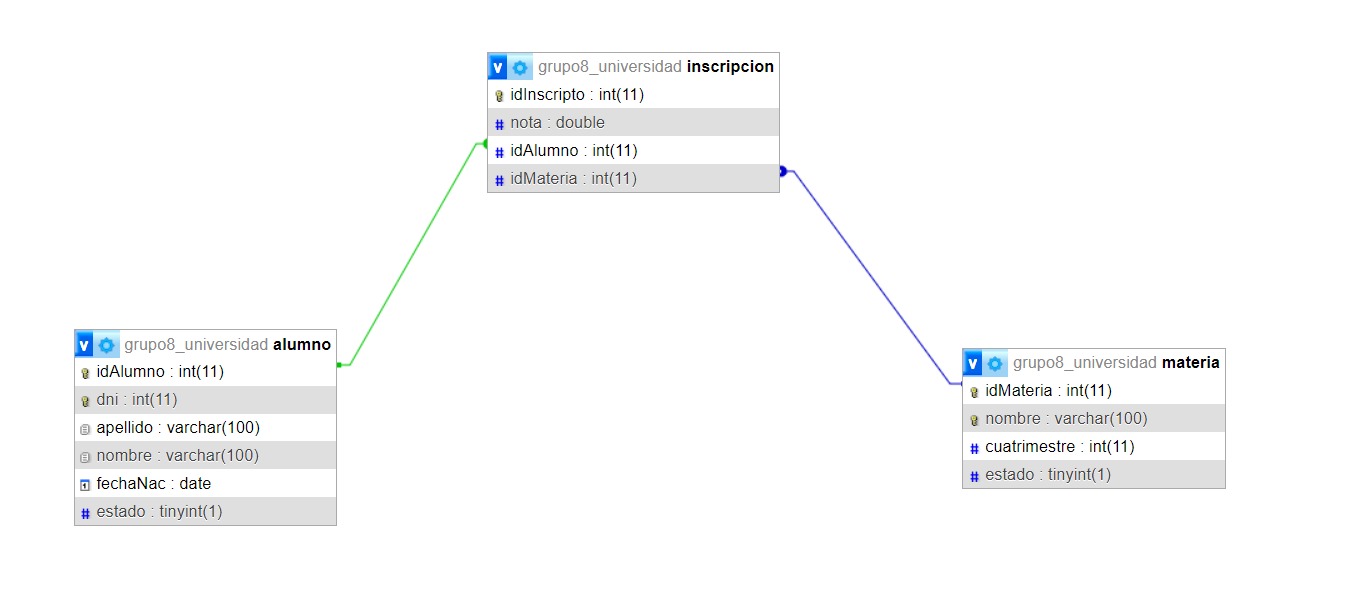 v grupo8_universidad inscripcion
idInscripto : int(11)
# nota : double
# idAlumno : int(11)
# idMateria : int(11)
v grupo8_universidad alumno
idAlumno : int(11)
dni : int(11)
apellido : varchar(100)
nombre : varchar(100)
fechaNac : date
# estado : tinyint(1)
v grupo8_universidad materia
idMateria : int(11)
nombre : varchar(100)
# cuatrimestre : int(11)
# estado : tinyint(1)